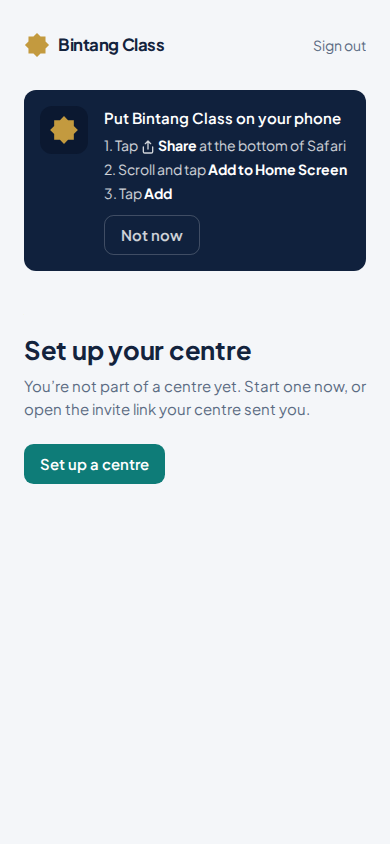 Bintang Class
Sign out
Put Bintang Class on your phone
1. Tap Share at the bottom of Safari
2. Scroll and tap Add to Home Screen
3. Tap Add
Not now
Set up your centre
You're not part of a centre yet. Start one now, or
open the invite link your centre sent you.
Set up a centre